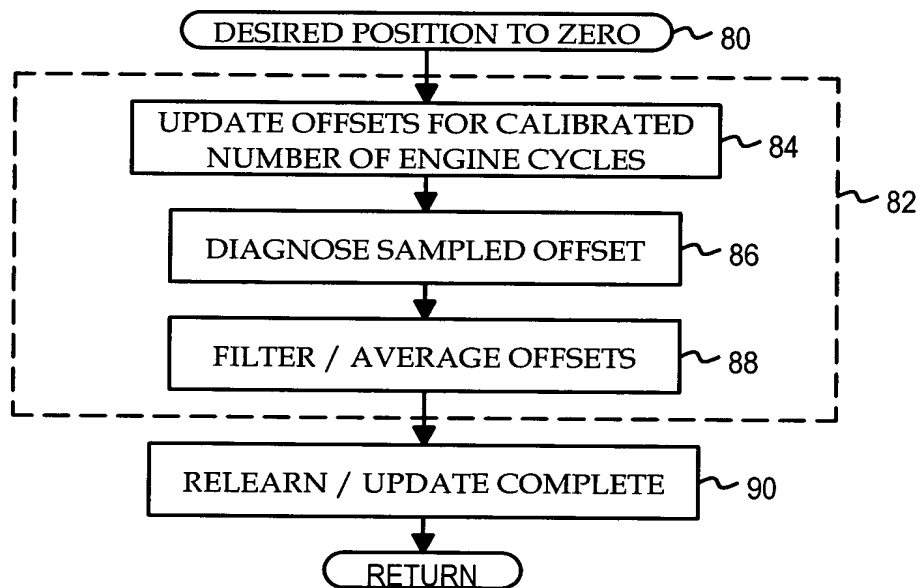 DESIRED POSITION TO ZERO 80
UPDATE OFFSETS FOR CALIBRATED
NUMBER OF ENGINE CYCLES 84
82
DIAGNOSE SAMPLED OFFSET 86
FILTER / AVERAGE OFFSETS 88
RELEARN / UPDATE COMPLETE 90
RETURN